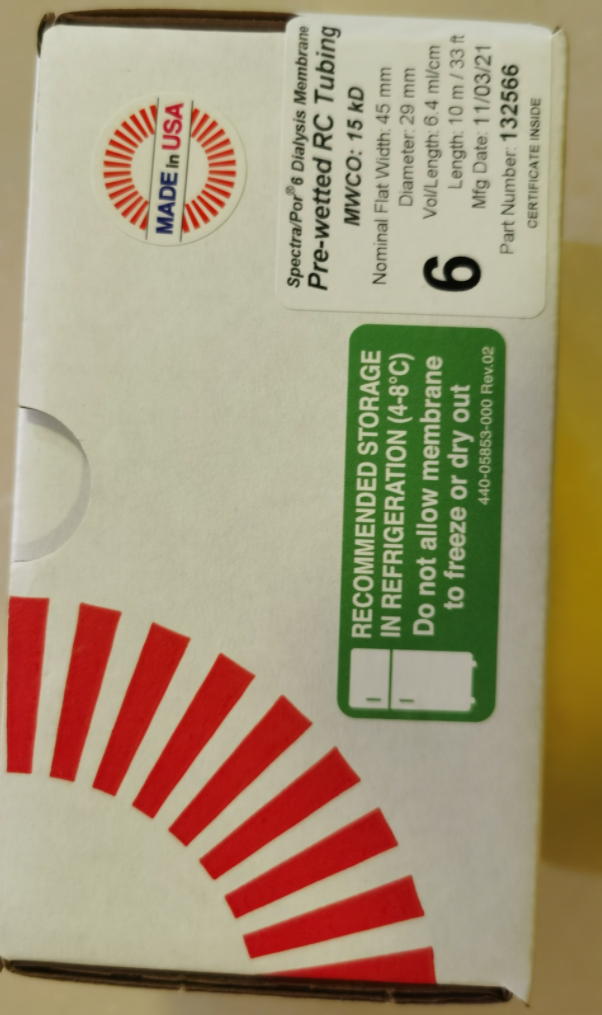 MADE in USA
Spectra/Por® 6 Dialysis Membrane
Pre-wetted RC Tubing
MWCO: 15 kD
Nominal Flat Width: 45 mm
Diameter: 29 mm
Vol/Length: 6.4 ml/cm
Length: 10 m / 33 ft
Mfg Date: 11/03/21
Part Number: 132566
CERTIFICATE INSIDE
6
RECOMMENDED STORAGE
IN REFRIGERATION (4-8°C)
Do not allow membrane
to freeze or dry out
440-05853-000 Rev.02